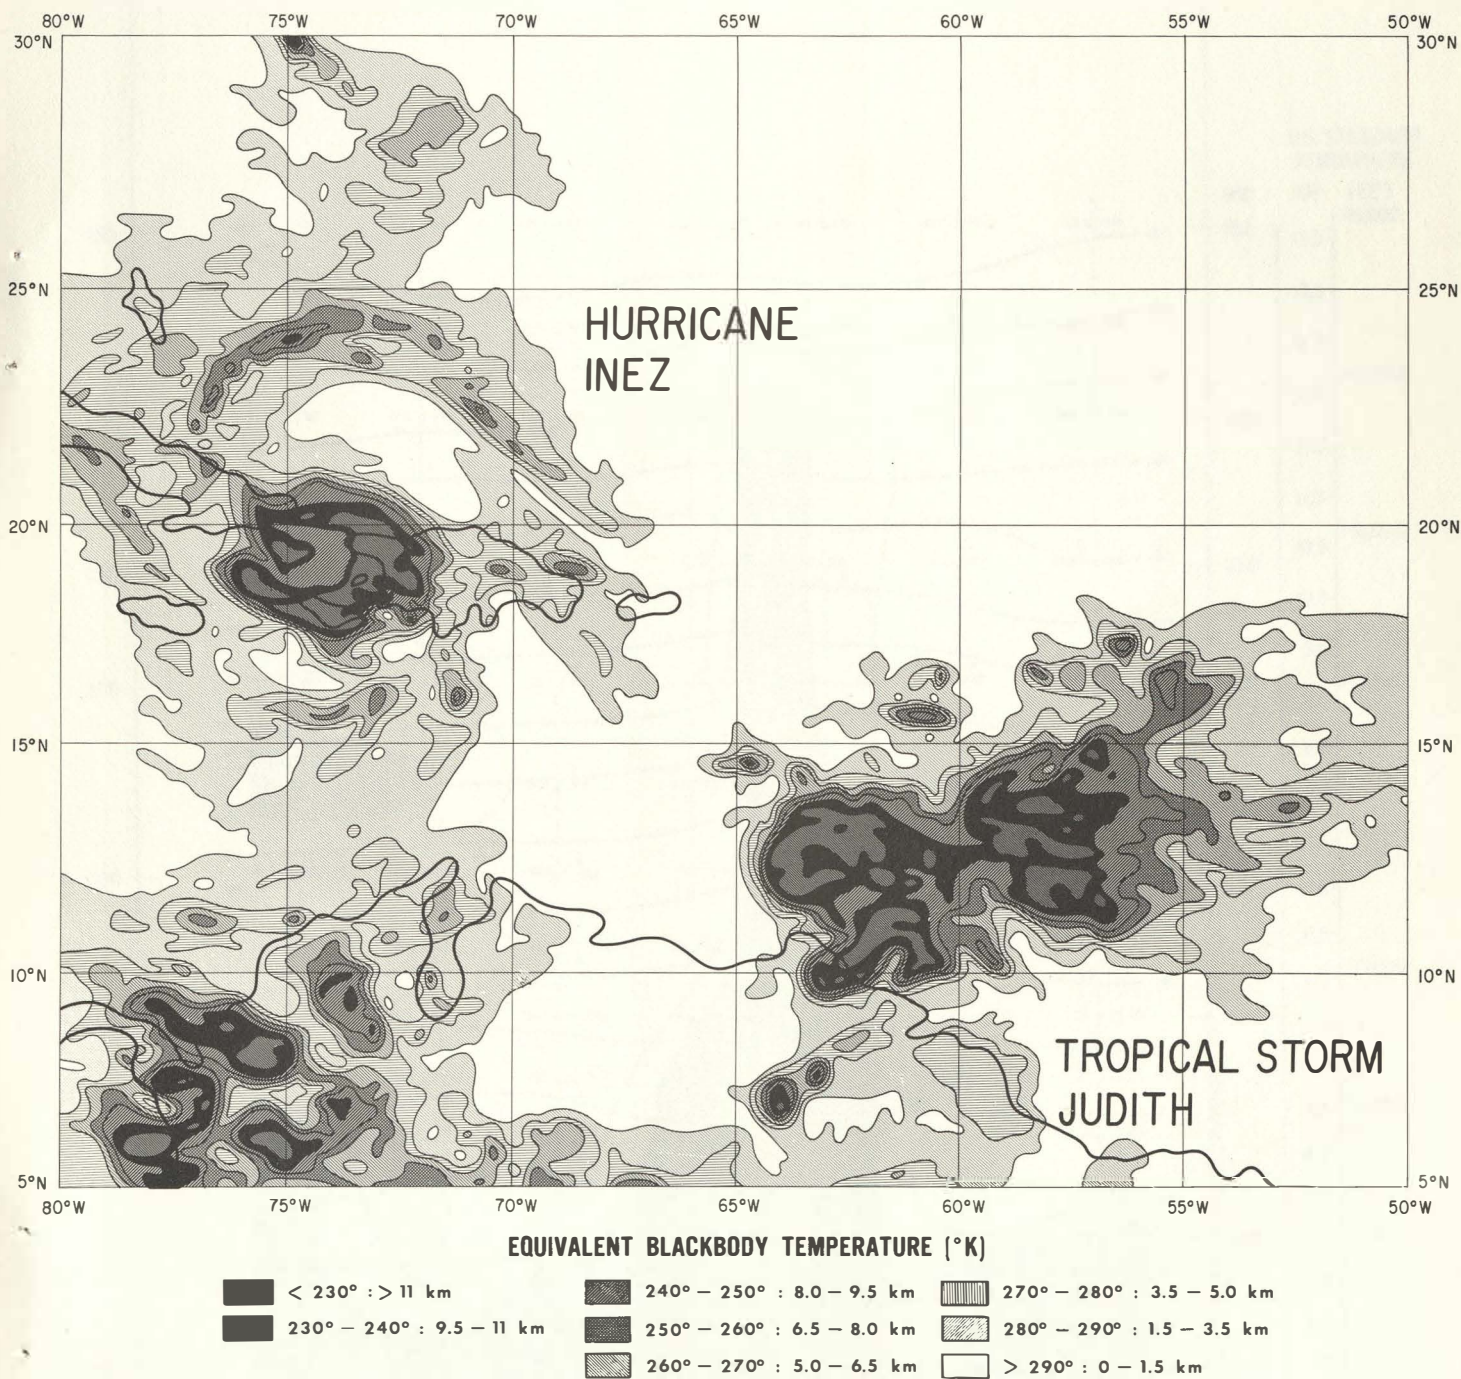 80°W 75°W 70°W 65°W 60°W 55°W 50°W
30°N 30°N
25°N 25°N
HURRICANE
INEZ
20°N 20°N
15°N 15°N
10°N 10°N
TROPICAL STORM
JUDITH
5°N 5°N
80°W 75°W 70°W 65°W 60°W 55°W 50°W
EQUIVALENT BLACKBODY TEMPERATURE (°K)
< 230° : > 11 km 240° – 250° : 8.0 – 9.5 km 270° – 280° : 3.5 – 5.0 km
230° – 240° : 9.5 – 11 km 250° – 260° : 6.5 – 8.0 km 280° – 290° : 1.5 – 3.5 km
260° – 270° : 5.0 – 6.5 km > 290° : 0 – 1.5 km